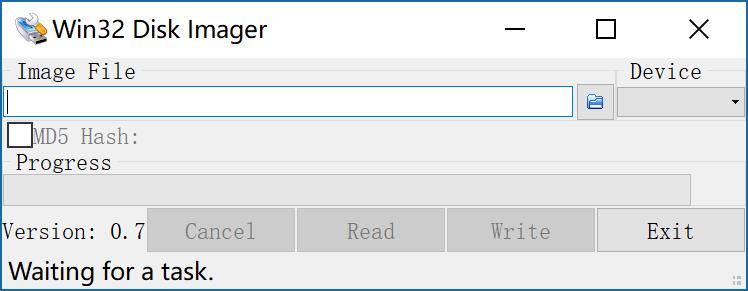 Win32 Disk Imager
Image File Device
MD5 Hash:
Progress
Version: 0.7 Cancel Read Write Exit
Waiting for a task.